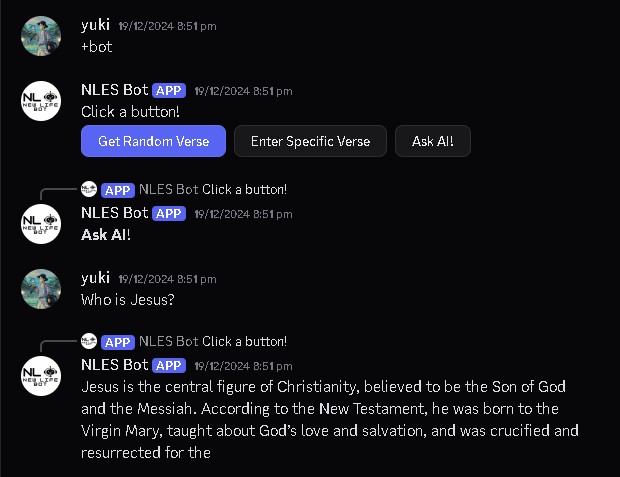 yuki 19/12/2024 8:51 pm
+bot
NLES Bot APP 19/12/2024 8:51 pm
Click a button!
Get Random Verse Enter Specific Verse Ask AI!
APP NLES Bot Click a button!
NLES Bot APP 19/12/2024 8:51 pm
Ask AI!
yuki 19/12/2024 8:51 pm
Who is Jesus?
APP NLES Bot Click a button!
NLES Bot APP 19/12/2024 8:51 pm
Jesus is the central figure of Christianity, believed to be the Son of God
and the Messiah. According to the New Testament, he was born to the
Virgin Mary, taught about God's love and salvation, and was crucified and
resurrected for the